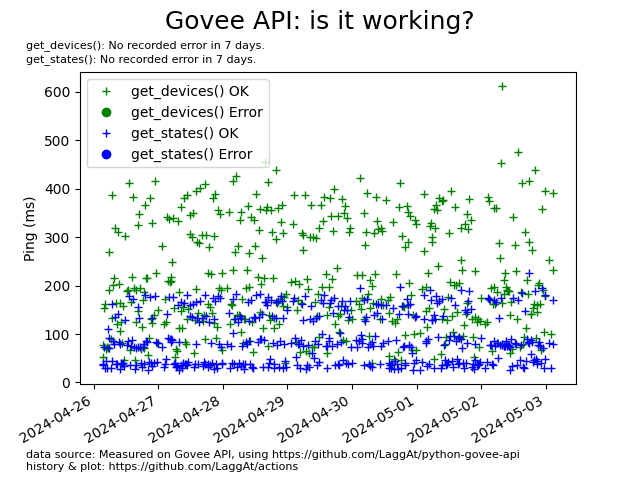 Govee API: is it working?
get_devices(): No recorded error in 7 days.
get_states(): No recorded error in 7 days.
get_devices() OK
get_devices() Error
get_states() OK
get_states() Error
Ping (ms)
600
500
400
300
200
100
0
2024-04-26
2024-04-27
2024-04-28
2024-04-29
2024-04-30
2024-05-01
2024-05-02
2024-05-03
data source: Measured on Govee API, using https://github.com/LaggAt/python-govee-api
history & plot: https://github.com/LaggAt/actions